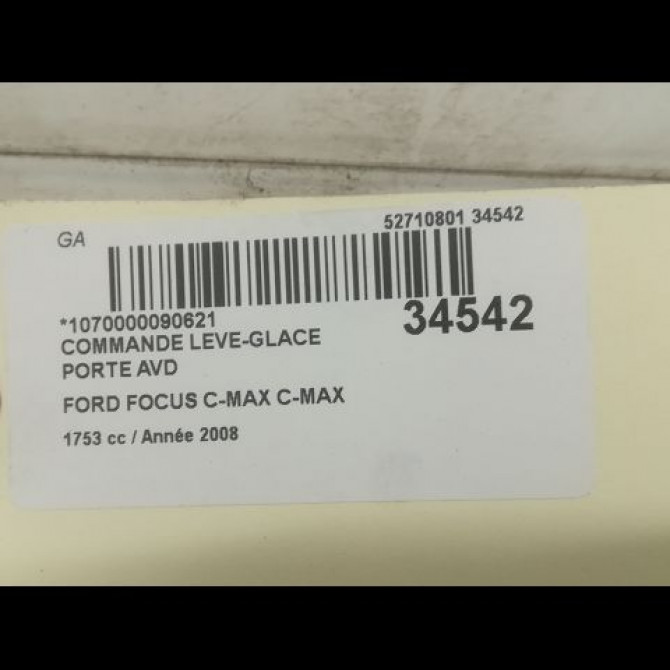 GA
52710801 34542
*1070000090621
34542
COMMANDE LEVE-GLACE
PORTE AVD
FORD FOCUS C-MAX C-MAX
1753 cc / Année 2008